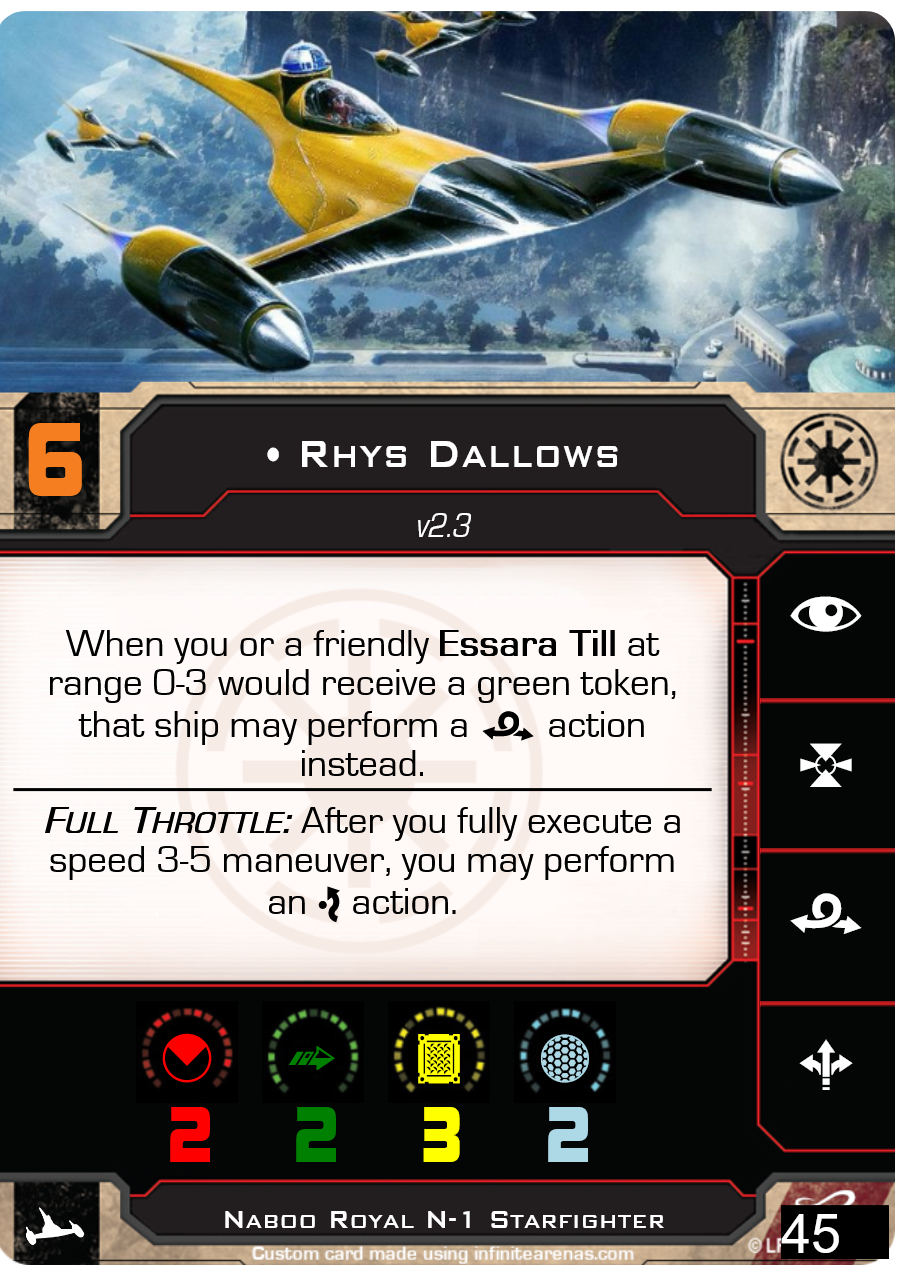 6
• Rhys Dallows
v2.3
When you or a friendly Essara Till at
range 0-3 would receive a green token,
that ship may perform a action
instead.
Full Throttle: After you fully execute a
speed 3-5 maneuver, you may perform
an action.
2 2 3 2
Naboo Royal N-1 Starfighter
Custom card made using infinitearenas.com
© LF
45